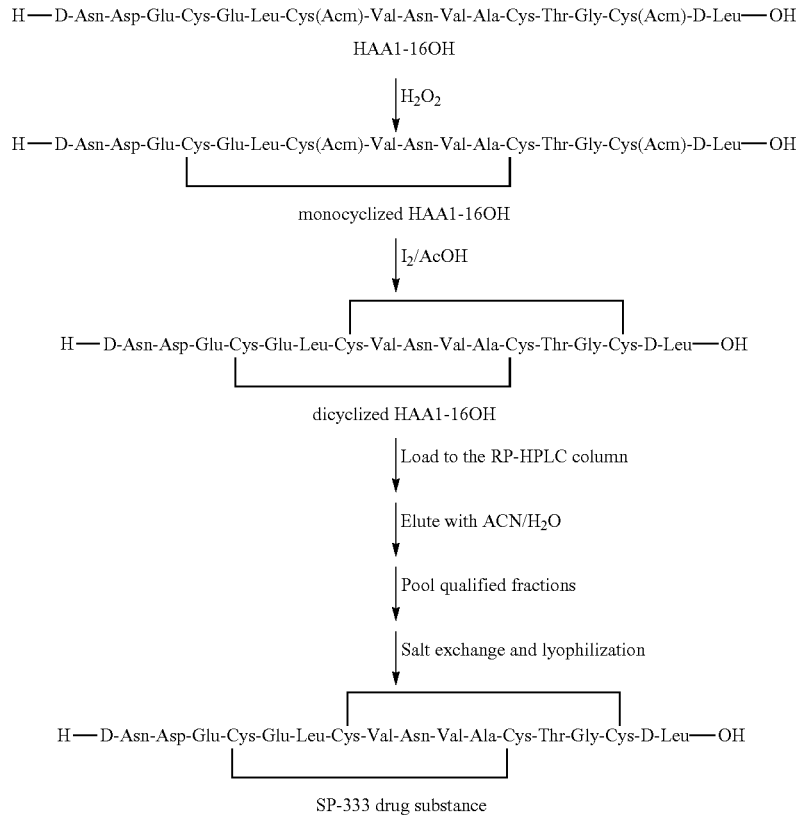 H—D-Asn-Asp-Glu-Cys-Glu-Leu-Cys(Acm)-Val-Asn-Val-Ala-Cys-Thr-Gly-Cys(Acm)-D-Leu—OH
HAA1-16OH
H₂O₂
H—D-Asn-Asp-Glu-Cys-Glu-Leu-Cys(Acm)-Val-Asn-Val-Ala-Cys-Thr-Gly-Cys(Acm)-D-Leu—OH
monocyclized HAA1-16OH
I₂/AcOH
H—D-Asn-Asp-Glu-Cys-Glu-Leu-Cys-Val-Asn-Val-Ala-Cys-Thr-Gly-Cys-D-Leu—OH
dicyclized HAA1-16OH
Load to the RP-HPLC column
Elute with ACN/H₂O
Pool qualified fractions
Salt exchange and lyophilization
H—D-Asn-Asp-Glu-Cys-Glu-Leu-Cys-Val-Asn-Val-Ala-Cys-Thr-Gly-Cys-D-Leu—OH
SP-333 drug substance